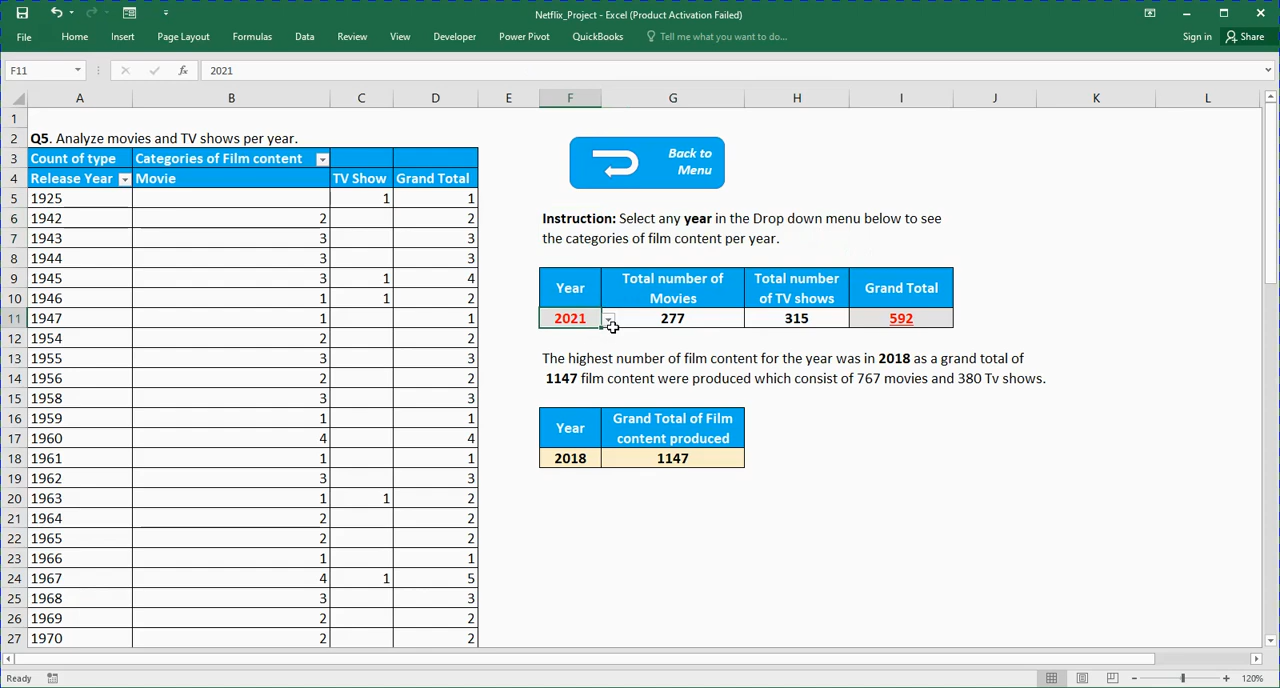 Netflix_Project - Excel (Product Activation Failed)
File Home Insert Page Layout Formulas Data Review View Developer Power Pivot QuickBooks Tell me what you want to do... Sign in Share
F11 fx 2021
A B C D E F G H I J K L
1
2 Q5. Analyze movies and TV shows per year.
3 Count of type Categories of Film content
4 Release Year Movie TV Show Grand Total
5 1925 1 1
6 1942 2 2
7 1943 3 3
8 1944 3 3
9 1945 3 1 4
10 1946 1 1 2
11 1947 1 1
12 1954 2 2
13 1955 3 3
14 1956 2 2
15 1958 3 3
16 1959 1 1
17 1960 4 4
18 1961 1 1
19 1962 3 3
20 1963 1 1 2
21 1964 2 2
22 1965 2 2
23 1966 1 1
24 1967 4 1 5
25 1968 3 3
26 1969 2 2
27 1970 2 2
Back to
Menu
Instruction: Select any year in the Drop down menu below to see
the categories of film content per year.
Year Total number of Movies Total number of TV shows Grand Total
2021 277 315 592
The highest number of film content for the year was in 2018 as a grand total of
1147 film content were produced which consist of 767 movies and 380 Tv shows.
Year Grand Total of Film content produced
2018 1147
Ready 120%